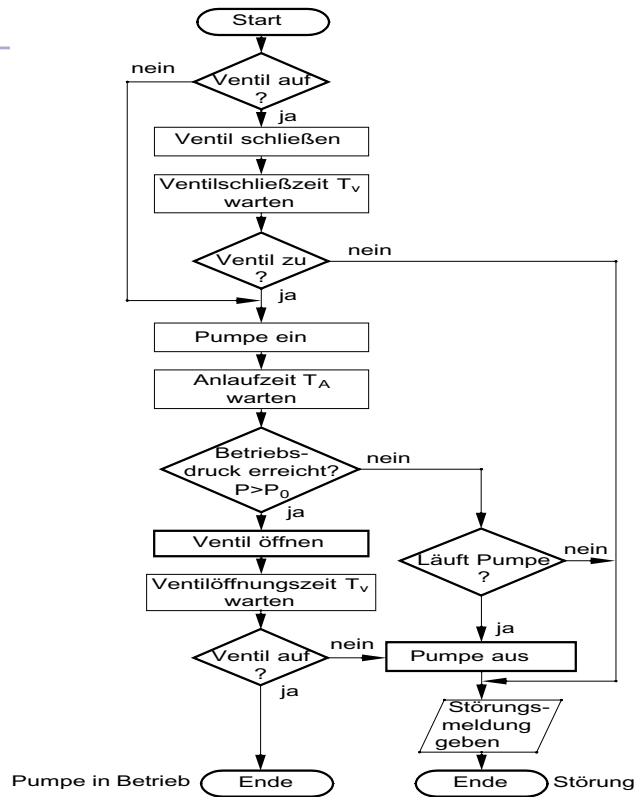 Start
nein
Ventil auf
?
ja
Ventil schließen
Ventilschließzeit Tv
warten
Ventil zu
?
nein
ja
Pumpe ein
Anlaufzeit TA
warten
Betriebs-
druck erreicht?
P>P0
nein
ja
Ventil öffnen
Läuft Pumpe
?
nein
Ventilöffnungszeit Tv
warten
ja
Ventil auf
?
nein
Pumpe aus
ja
Störungs-
meldung
geben
Pumpe in Betrieb
Ende
Ende
Störung